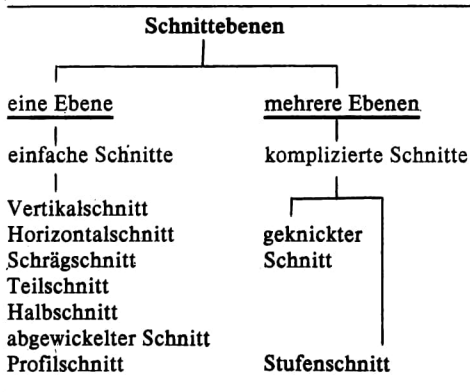 Schnittebenen
eine Ebene
mehrere Ebenen
einfache Schnitte
komplizierte Schnitte
Vertikalschnitt
Horizontalschnitt
Schrägschnitt
Teilschnitt
Halbschnitt
abgewickelter Schnitt
Profilschnitt
geknickter
Schnitt
Stufenschnitt